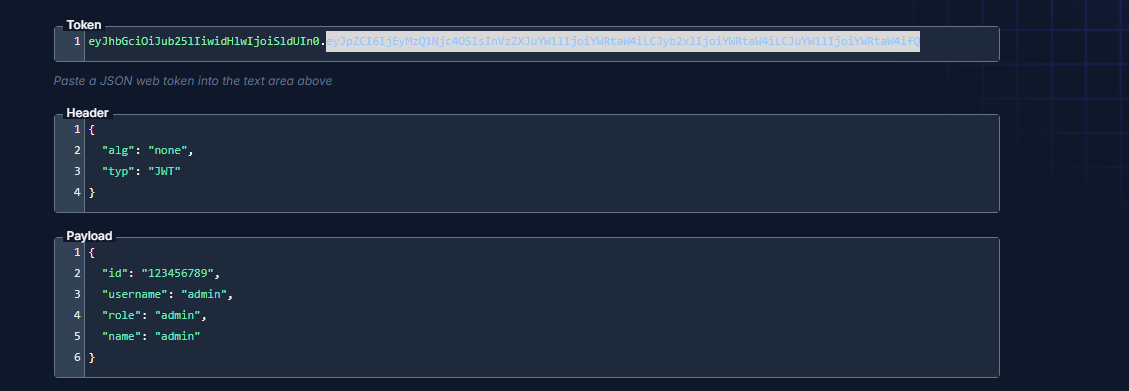 Token
1 eyJhbGciOiJub25lIiwidHlwIjoiSldUIn0.eyJpZCI6IjEyMzQ1Njc4OSIsInVzZXJuYW1lIjoiYWRtaW4iLCJyb2xlIjoiYWRtaW4iLCJuYW1lIjoiYWRtaW4ifQ
Paste a JSON web token into the text area above
Header
1 {
2 "alg": "none",
3 "typ": "JWT"
4 }
Payload
1 {
2 "id": "123456789",
3 "username": "admin",
4 "role": "admin",
5 "name": "admin"
6 }